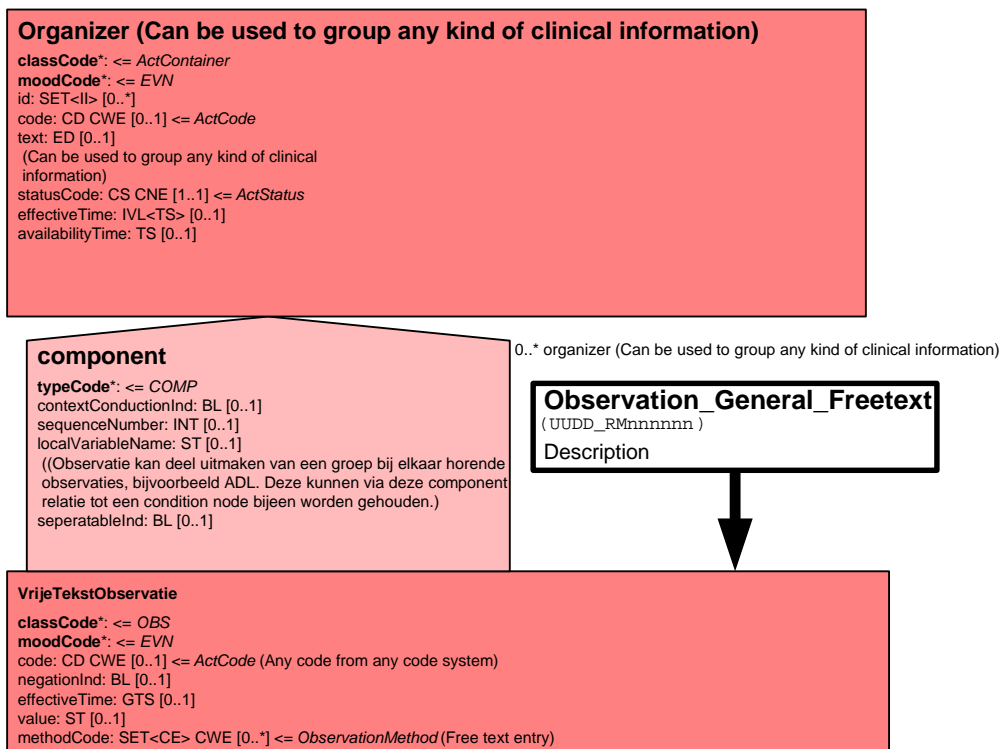 Organizer (Can be used to group any kind of clinical information)
classCode*: <= ActContainer
moodCode*: <= EVN
id: SET<II> [0..*]
code: CD CWE [0..1] <= ActCode
text: ED [0..1]
(Can be used to group any kind of clinical
information)
statusCode: CS CNE [1..1] <= ActStatus
effectiveTime: IVL<TS> [0..1]
availabilityTime: TS [0..1]
component
typeCode*: <= COMP
contextConductionInd: BL [0..1]
sequenceNumber: INT [0..1]
localVariableName: ST [0..1]
((Observatie kan deel uitmaken van een groep bij elkaar horende
observaties, bijvoorbeeld ADL. Deze kunnen via deze component
relatie tot een condition node bijeen worden gehouden.)
seperatableInd: BL [0..1]
0..* organizer (Can be used to group any kind of clinical information)
Observation_General_Freetext
(UUDD_RMnnnnnn )
Description
VrijeTekstObservatie
classCode*: <= OBS
moodCode*: <= EVN
code: CD CWE [0..1] <= ActCode (Any code from any code system)
negationInd: BL [0..1]
effectiveTime: GTS [0..1]
value: ST [0..1]
methodCode: SET<CE> CWE [0..*] <= ObservationMethod (Free text entry)